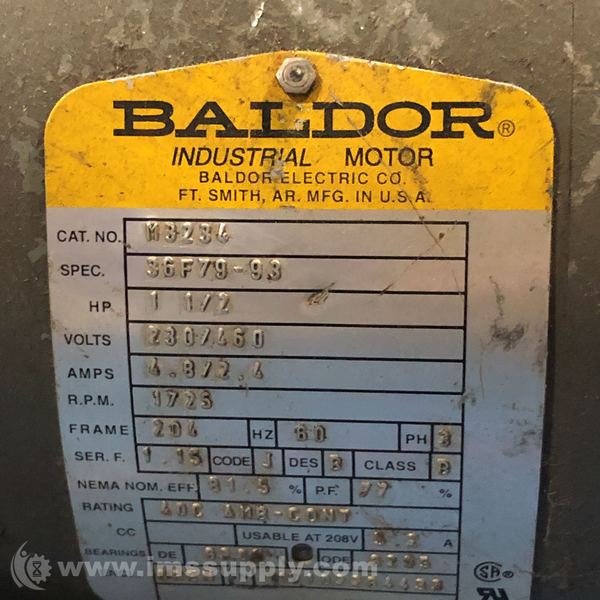 BALDOR®
INDUSTRIAL MOTOR
BALDOR ELECTRIC CO.
FT. SMITH, AR. MFG. IN U.S.A.
CAT. NO. M3234
SPEC. 36F79-93
HP 1 1/2
VOLTS 230/460
AMPS 4.8/2.4
R.P.M. 1725
FRAME 204 HZ 60 PH 3
SER. F. 1.15 CODE J DES B CLASS B
NEMA NOM. EFF. 81.5 % P.F. 77 %
RATING 40C AMB-CONT
CC USABLE AT 208V A
BEARINGS DE ODE
www.imssupply.com